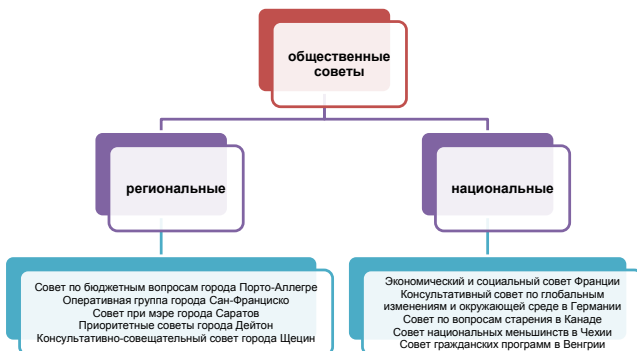 общественные
советы
региональные
национальные
Совет по бюджетным вопросам города Порто-Аллегре
Оперативная группа города Сан-Франциско
Совет при мэре города Саратов
Приоритетные советы города Дейтон
Консультативно-совещательный совет города Щецин
Экономический и социальный совет Франции
Консультативный совет по глобальным
изменениям и окружающей среде в Германии
Совет по вопросам старения в Канаде
Совет национальных меньшинств в Чехии
Совет гражданских программ в Венгрии